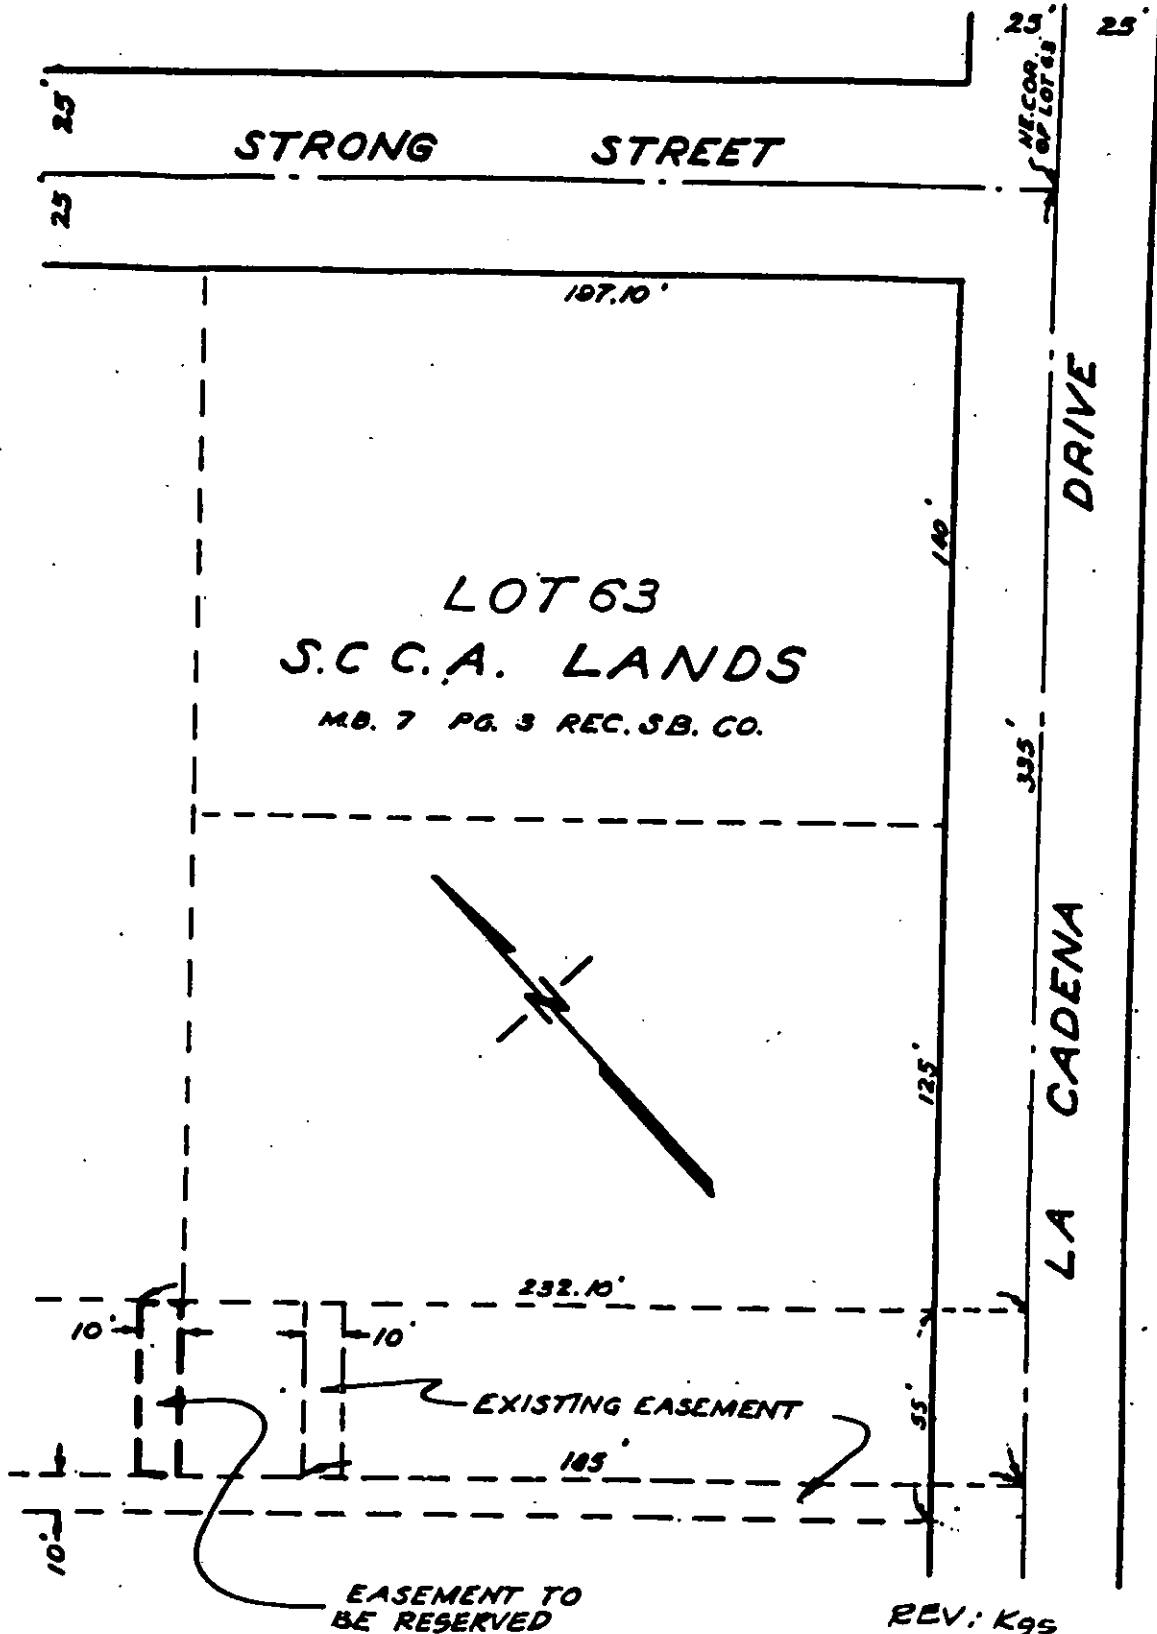 25' 25'
NE. COR. OF LOT 63
25'
STRONG STREET
25
197.10'
DRIVE
140'
LOT 63
S.C C.A. LANDS
M.B. 7 PG. 3 REC. S.B. CO.
335'
LA CADENA
125'
232.10'
10' 10'
EXISTING EASEMENT
55'
185'
10'
EASEMENT TO
BE RESERVED
REV: K95